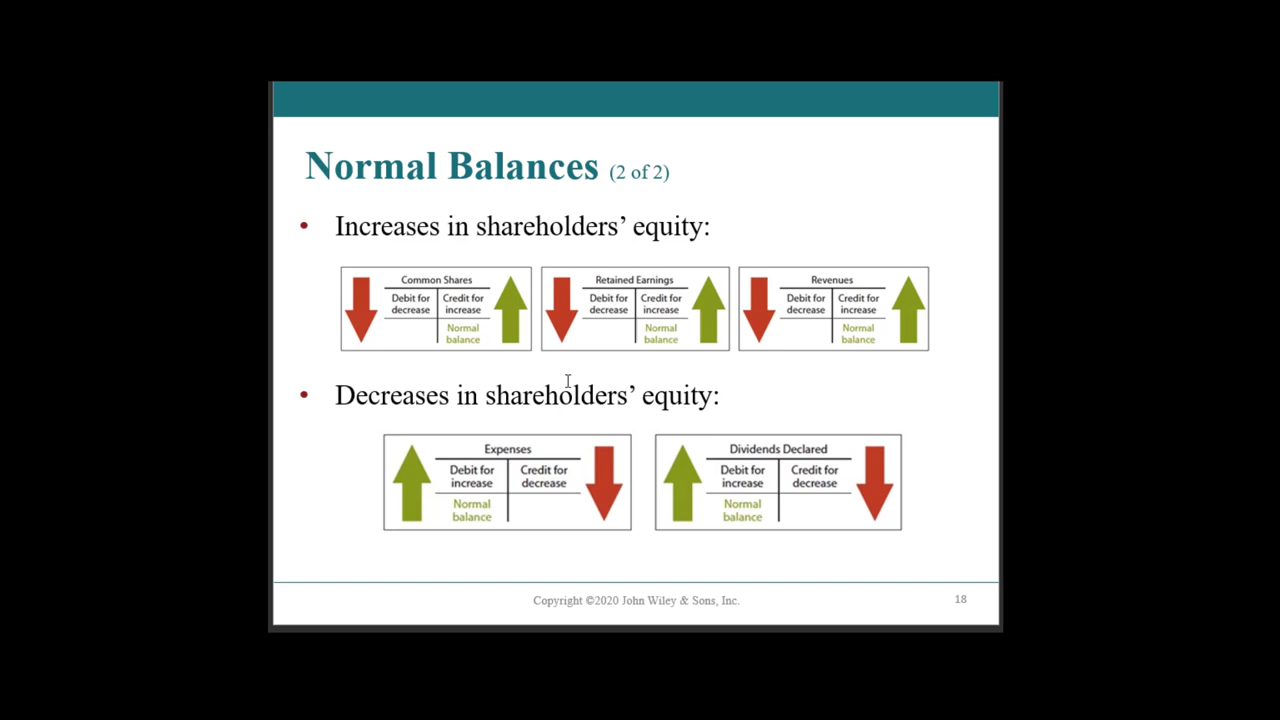 Normal Balances (2 of 2)
• Increases in shareholders' equity:
Common Shares
Debit for decrease
Credit for increase
Normal balance
Retained Earnings
Debit for decrease
Credit for increase
Normal balance
Revenues
Debit for decrease
Credit for increase
Normal balance
• Decreases in shareholders' equity:
Expenses
Debit for increase
Credit for decrease
Normal balance
Dividends Declared
Debit for increase
Credit for decrease
Normal balance
Copyright ©2020 John Wiley & Sons, Inc.
18